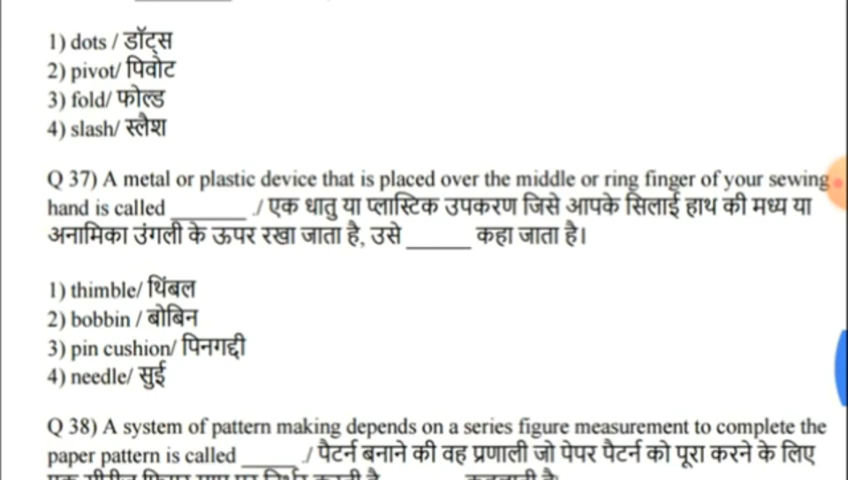 1) dots / डॉट्स
2) pivot/ पिवोट
3) fold/ फोल्ड
4) slash/ स्लैश
Q 37) A metal or plastic device that is placed over the middle or ring finger of your sewing
hand is called _______ ./ एक धातु या प्लास्टिक उपकरण जिसे आपके सिलाई हाथ की मध्य या
अनामिका उंगली के ऊपर रखा जाता है, उसे ______ कहा जाता है।
1) thimble/ थिंबल
2) bobbin / बोबिन
3) pin cushion/ पिनगद्दी
4) needle/ सुई
Q 38) A system of pattern making depends on a series figure measurement to complete the
paper pattern is called _____ ./ पैटर्न बनाने की वह प्रणाली जो पेपर पैटर्न को पूरा करने के लिए